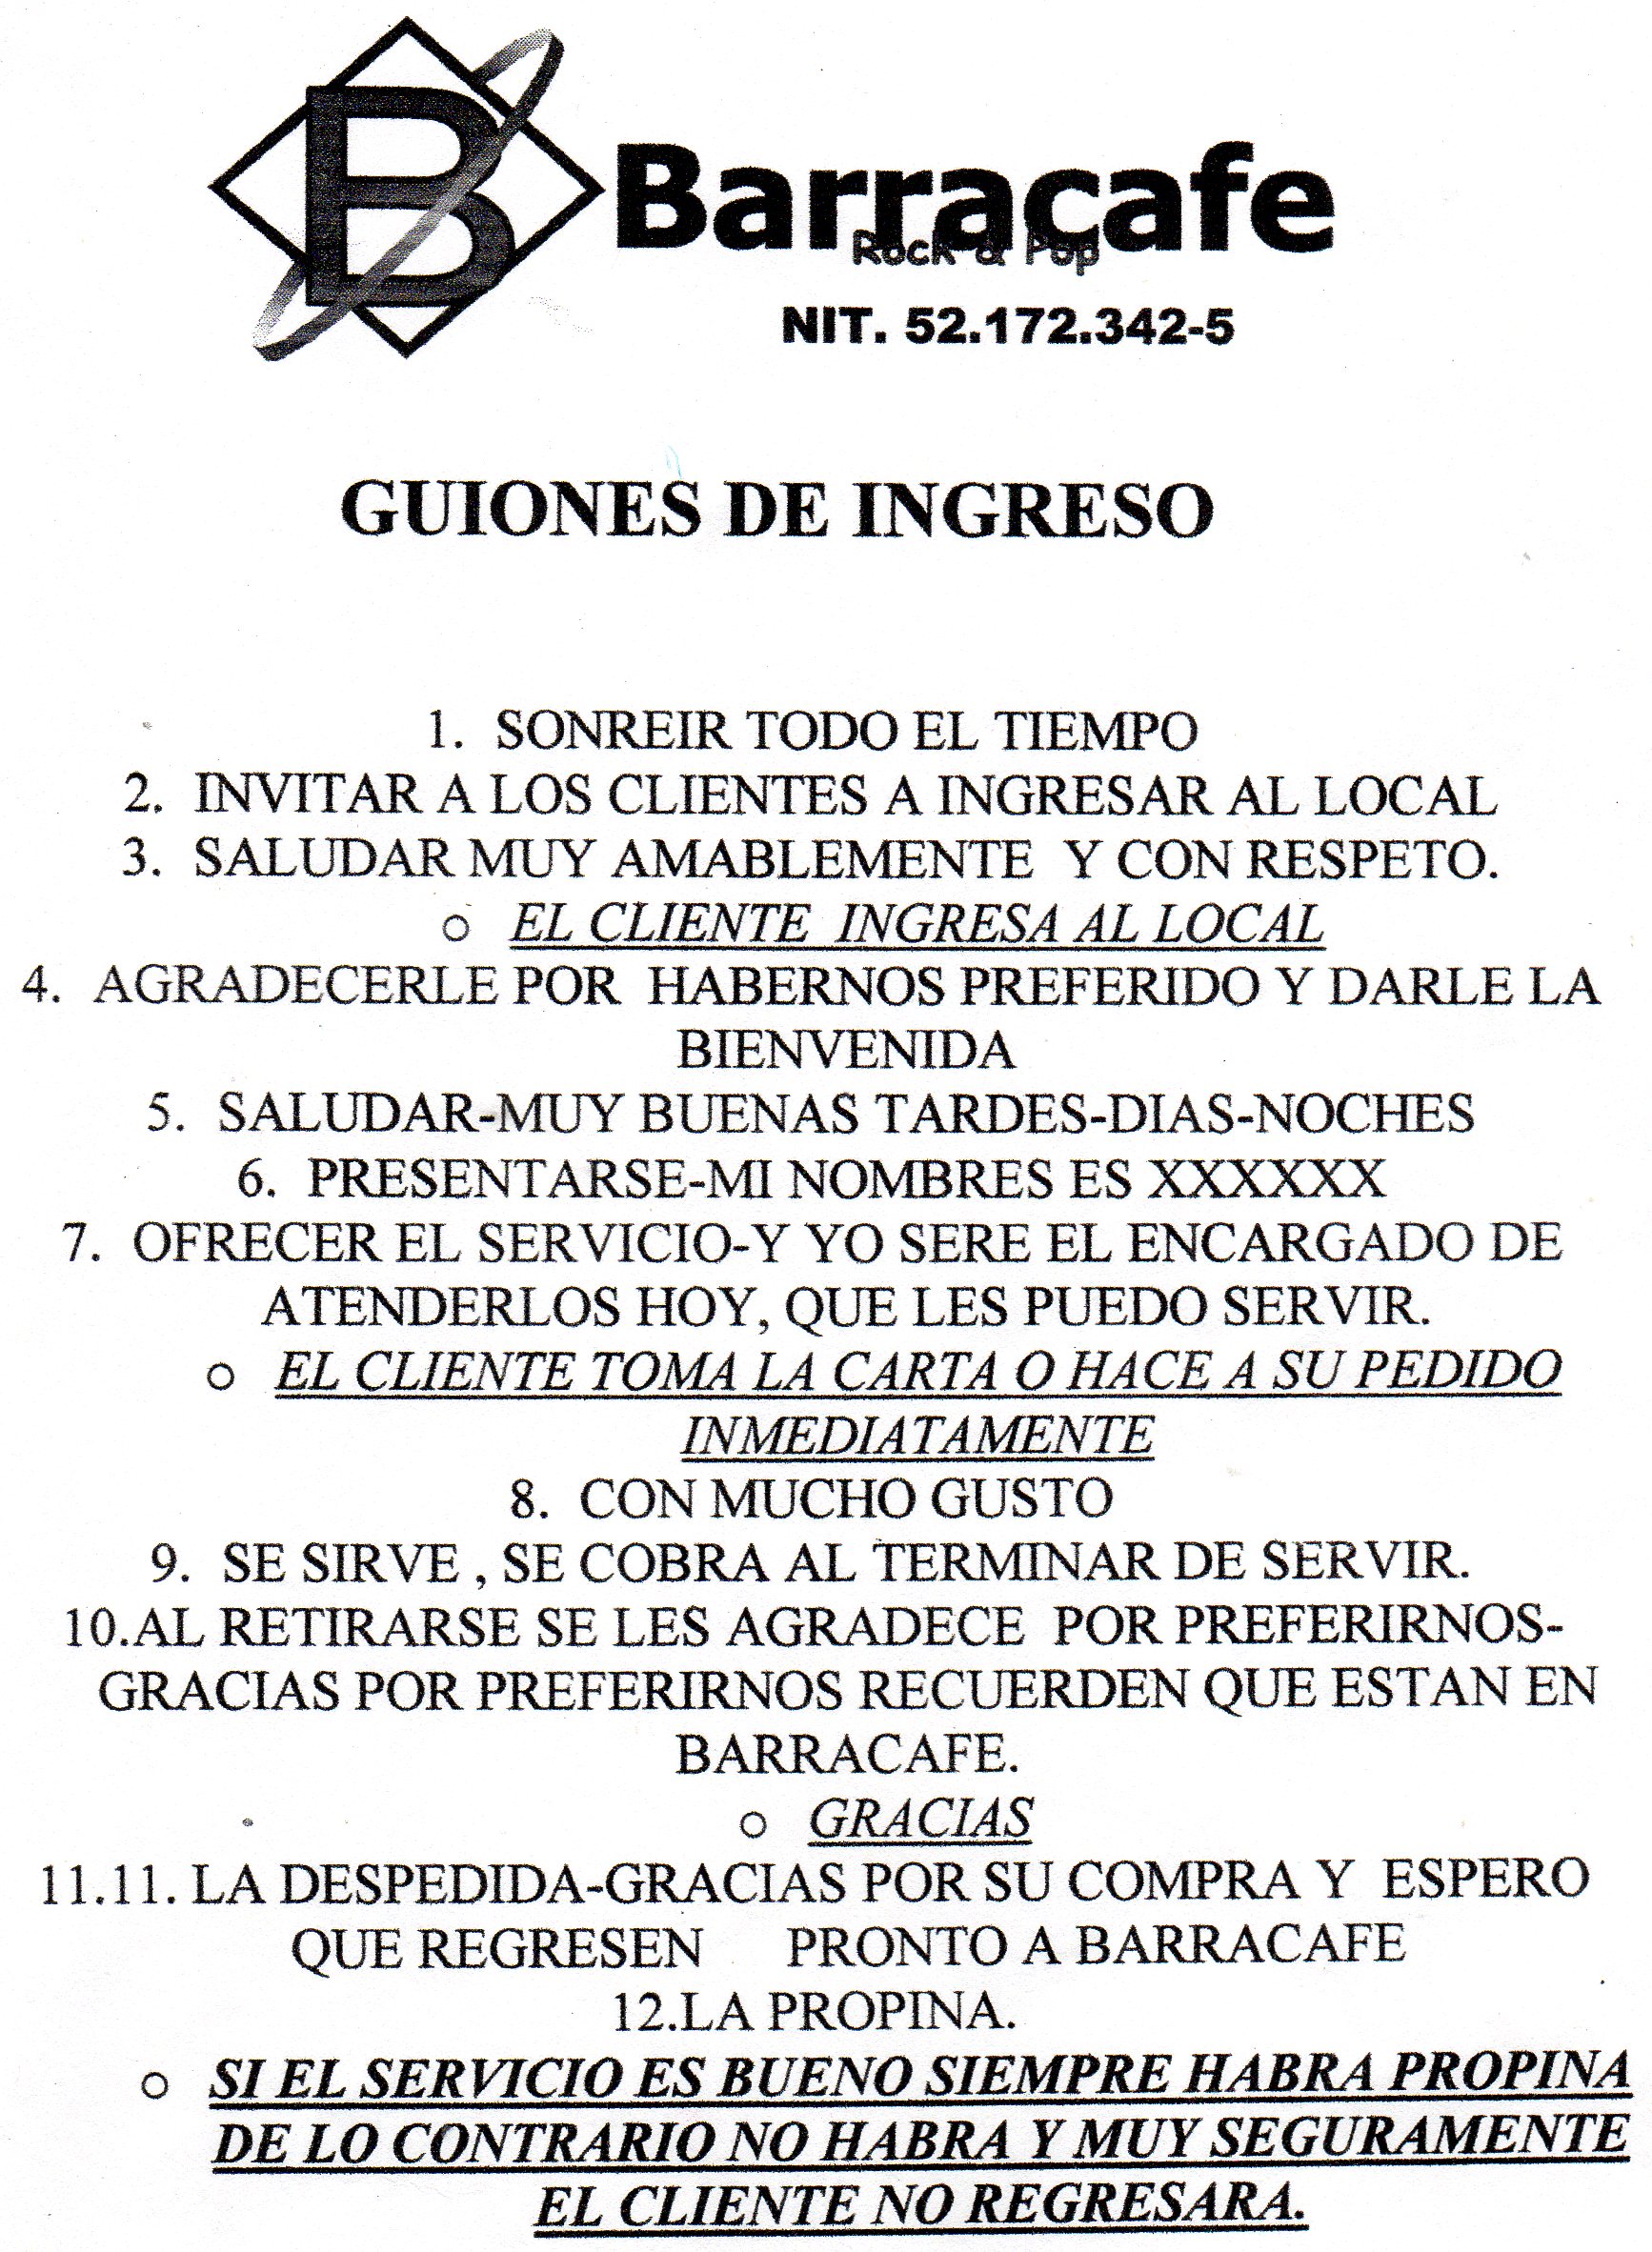 B
Barracafe
Rock & Pop
NIT. 52.172.342-5
GUIONES DE INGRESO
1. SONREIR TODO EL TIEMPO
2. INVITAR A LOS CLIENTES A INGRESAR AL LOCAL
3. SALUDAR MUY AMABLEMENTE Y CON RESPETO.
o EL CLIENTE INGRESA AL LOCAL
4. AGRADECERLE POR HABERNOS PREFERIDO Y DARLE LA
BIENVENIDA
5. SALUDAR-MUY BUENAS TARDES-DIAS-NOCHES
6. PRESENTARSE-MI NOMBRES ES XXXXXX
7. OFRECER EL SERVICIO-Y YO SERE EL ENCARGADO DE
ATENDERLOS HOY, QUE LES PUEDO SERVIR.
o EL CLIENTE TOMA LA CARTA O HACE A SU PEDIDO
INMEDIATAMENTE
8. CON MUCHO GUSTO
9. SE SIRVE , SE COBRA AL TERMINAR DE SERVIR.
10.AL RETIRARSE SE LES AGRADECE POR PREFERIRNOS-
GRACIAS POR PREFERIRNOS RECUERDEN QUE ESTAN EN
BARRACAFE.
o GRACIAS
11.11. LA DESPEDIDA-GRACIAS POR SU COMPRA Y ESPERO
QUE REGRESEN PRONTO A BARRACAFE
12.LA PROPINA.
o SI EL SERVICIO ES BUENO SIEMPRE HABRA PROPINA
DE LO CONTRARIO NO HABRA Y MUY SEGURAMENTE
EL CLIENTE NO REGRESARA.